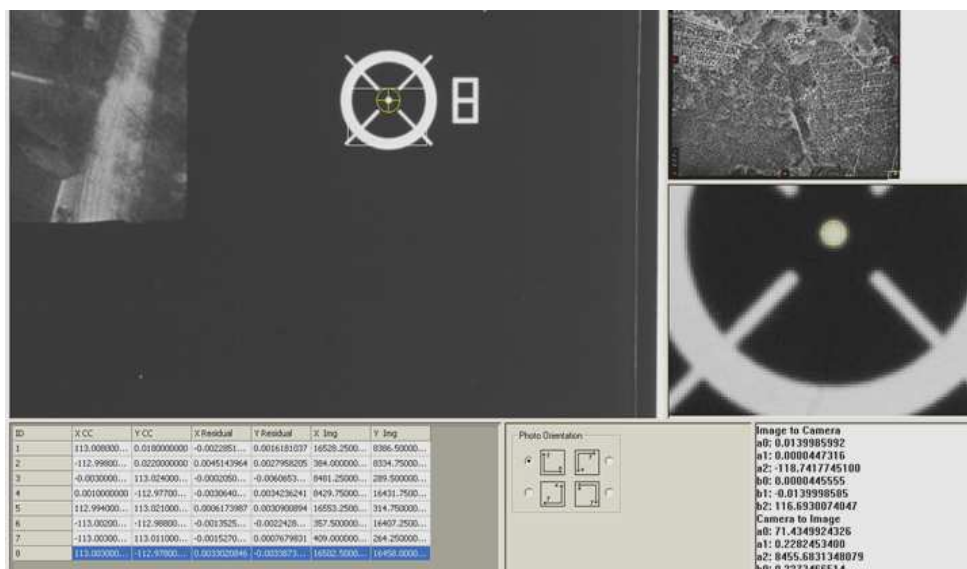 8
ID X CC Y CC X Residual Y Residual X Img Y Img
1 113.008000... 0.0180000000 -0.0022851... 0.0016181037 16528.2500... 8386.50000...
2 -112.99800... 0.0220000000 0.0045143964 0.0027958205 384.000000... 8334.75000...
3 -0.0030000... 113.024000... -0.0002050... -0.0060653... 8481.25000... 289.500000...
4 0.0010000000 -112.97700... -0.0030640... 0.0034236241 8429.75000... 16431.7500...
5 112.994000... 113.021000... 0.0006173987 0.0030900894 16553.2500... 314.750000...
6 -113.00200... -112.98800... -0.0013525... -0.0022428... 357.500000... 16407.2500...
7 -113.00300... 113.011000... -0.0015270... 0.0007679831 409.000000... 264.250000...
8 113.003000... -112.97800... 0.0033020846 -0.0033873... 16502.5000... 16458.0000...
Photo Orientation
Image to Camera
a0: 0.0139985992
a1: 0.0000447316
a2: -118.7417745100
b0: 0.0000445555
b1: -0.0139998585
b2: 116.6930074047
Camera to Image
a0: 71.4349924326
a1: 0.2282453400
a2: 8455.6831348079
b0: 0.2273466514